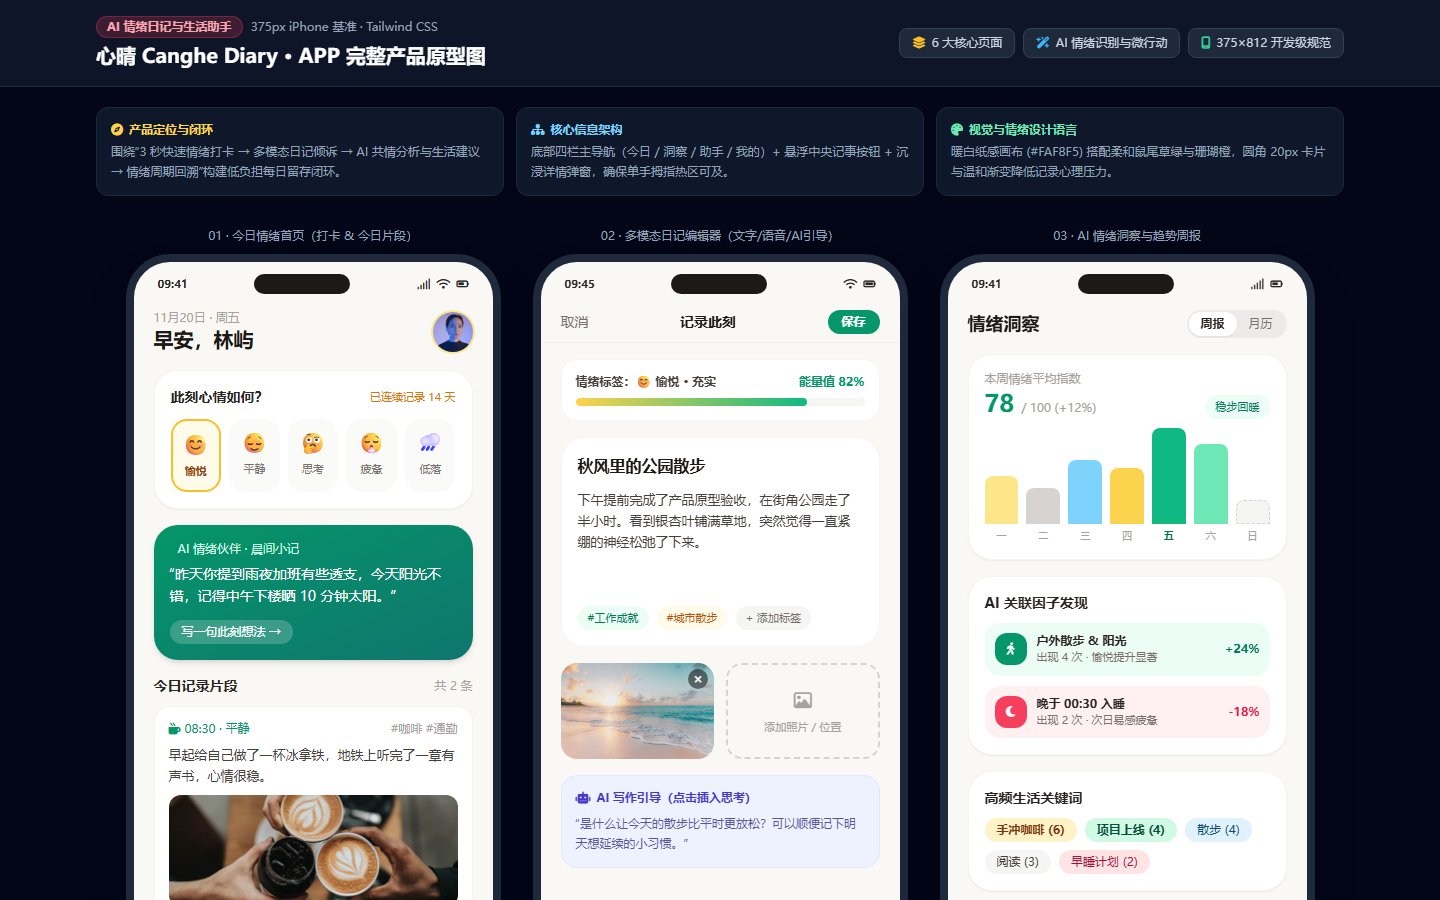 AI 情绪日记与生活助手
375px iPhone 基准 · Tailwind CSS
心晴 Canghe Diary • APP 完整产品原型图
6 大核心页面
AI 情绪识别与微行动
375×812 开发级规范
产品定位与闭环
围绕“3 秒快速情绪打卡 → 多模态日记倾诉 → AI 共情分析与生活建议
→ 情绪周期回溯”构建低负担每日留存闭环。
核心信息架构
底部四栏主导航（今日 / 洞察 / 助手 / 我的）+ 悬浮中央记事按钮 + 沉
浸详情弹窗，确保单手拇指热区可及。
视觉与情绪设计语言
暖白纸感画布 (#FAF8F5) 搭配柔和鼠尾草绿与珊瑚橙，圆角 20px 卡片
与温和渐变降低记录心理压力。
01 · 今日情绪首页（打卡 & 今日片段）
09:41
11月20日 · 周五
早安，林屿
此刻心情如何？
已连续记录 14 天
愉悦
平静
思考
疲惫
低落
AI 情绪伙伴 · 晨间小记
“昨天你提到雨夜加班有些透支，今天阳光不
错，记得中午下楼晒 10 分钟太阳。”
写一句此刻想法 →
今日记录片段
共 2 条
08:30 · 平静
#咖啡 #通勤
早起给自己做了一杯冰拿铁，地铁上听完了一章有
声书，心情很稳。
02 · 多模态日记编辑器（文字/语音/AI引导）
09:45
取消
记录此刻
保存
情绪标签：
愉悦 • 充实
能量值 82%
秋风里的公园散步
下午提前完成了产品原型验收，在街角公园走了
半小时。看到银杏叶铺满草地，突然觉得一直紧
绷的神经松弛了下来。
#工作成就
#城市散步
+ 添加标签
添加照片 / 位置
AI 写作引导（点击插入思考）
“是什么让今天的散步比平时更放松？可以顺便记下明
天想延续的小习惯。”
03 · AI 情绪洞察与趋势周报
09:41
情绪洞察
周报
月历
本周情绪平均指数
78 / 100 (+12%)
稳步回暖
一
二
三
四
五
六
日
AI 关联因子发现
户外散步 & 阳光
出现 4 次 · 愉悦提升显著
+24%
晚于 00:30 入睡
出现 2 次 · 次日易感疲惫
-18%
高频生活关键词
手冲咖啡 (6)
项目上线 (4)
散步 (4)
阅读 (3)
早睡计划 (2)